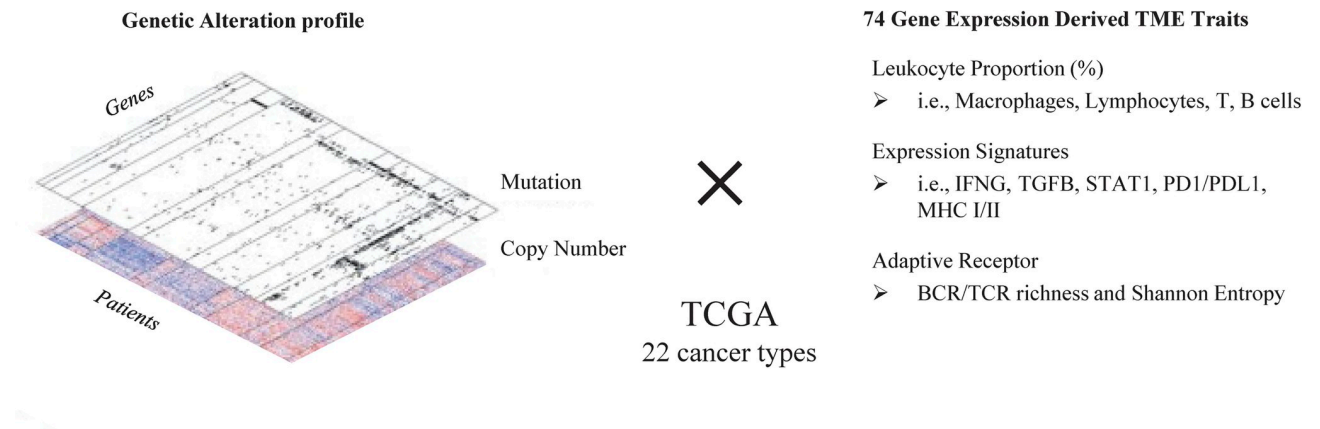 Genetic Alteration profile
Genes
Patients
Mutation
Copy Number
TCGA
22 cancer types
74 Gene Expression Derived TME Traits
Leukocyte Proportion (%)
➢ i.e., Macrophages, Lymphocytes, T, B cells
Expression Signatures
➢ i.e., IFNG, TGFB, STAT1, PD1/PDL1,
MHC I/II
Adaptive Receptor
➢ BCR/TCR richness and Shannon Entropy